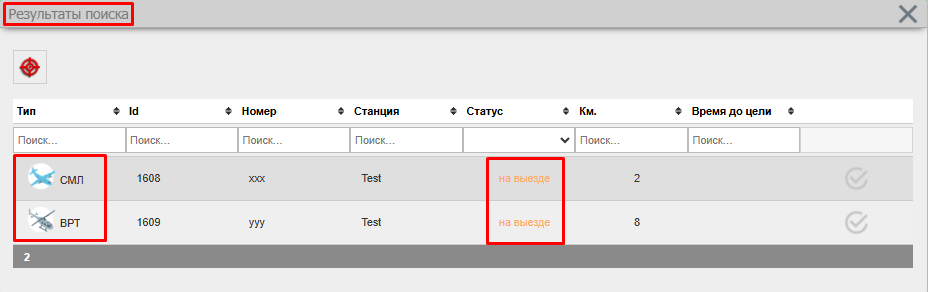 Результаты поиска
Тип Id Номер Станция Статус Км. Время до цели
Поиск... Поиск... Поиск... Поиск... Поиск... Поиск...
СМЛ 1608 xxx Test на выезде 2
ВРТ 1609 yyy Test на выезде 8
2